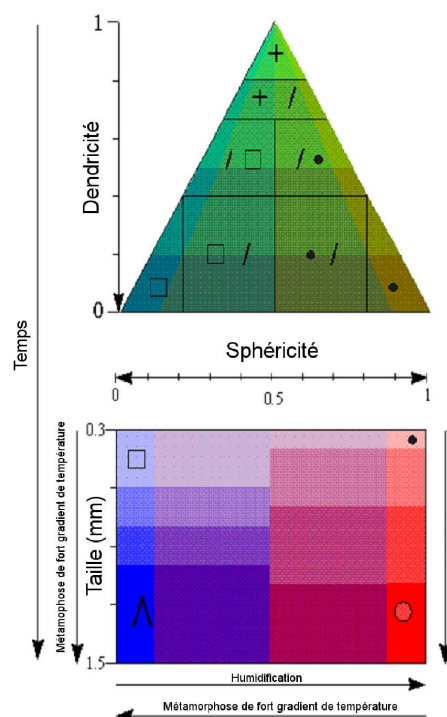 1
Dendricité
0
Temps
Sphéricité
0
0.5
1
0.3
Taille (mm)
1.5
Métamophose de fort gradient de température
Humidification
Métamorphose de fort gradient de température